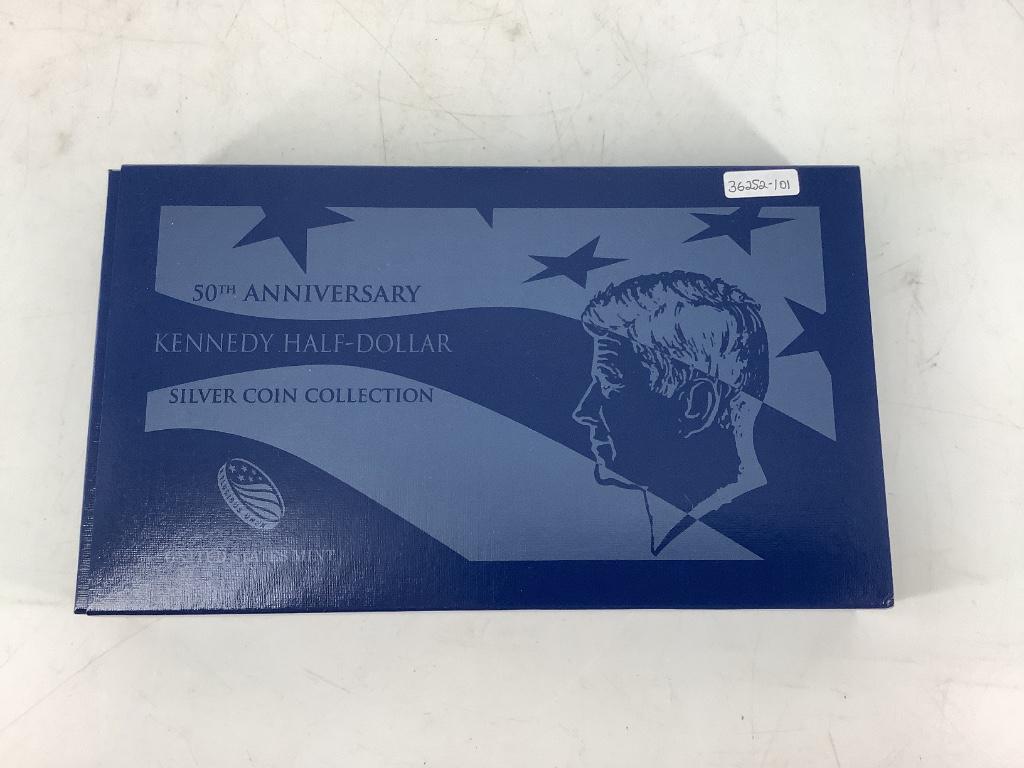 36252-101
50TH ANNIVERSARY
KENNEDY HALF-DOLLAR
SILVER COIN COLLECTION
UNITED STATES MINT